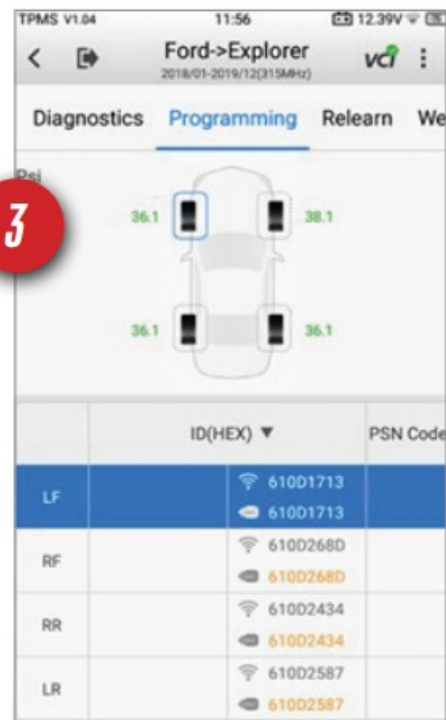 TPMS V1.04 11:56 12.39V
Ford->Explorer vci
2018/01-2019/12(315MHz)
Diagnostics Programming Relearn We
Psi
3
36.1 38.1
36.1 36.1
ID(HEX) ▼ PSN Code
LF 610D1713
610D1713
RF 610D268D
610D268D
RR 610D2434
610D2434
LR 610D2587
610D2587